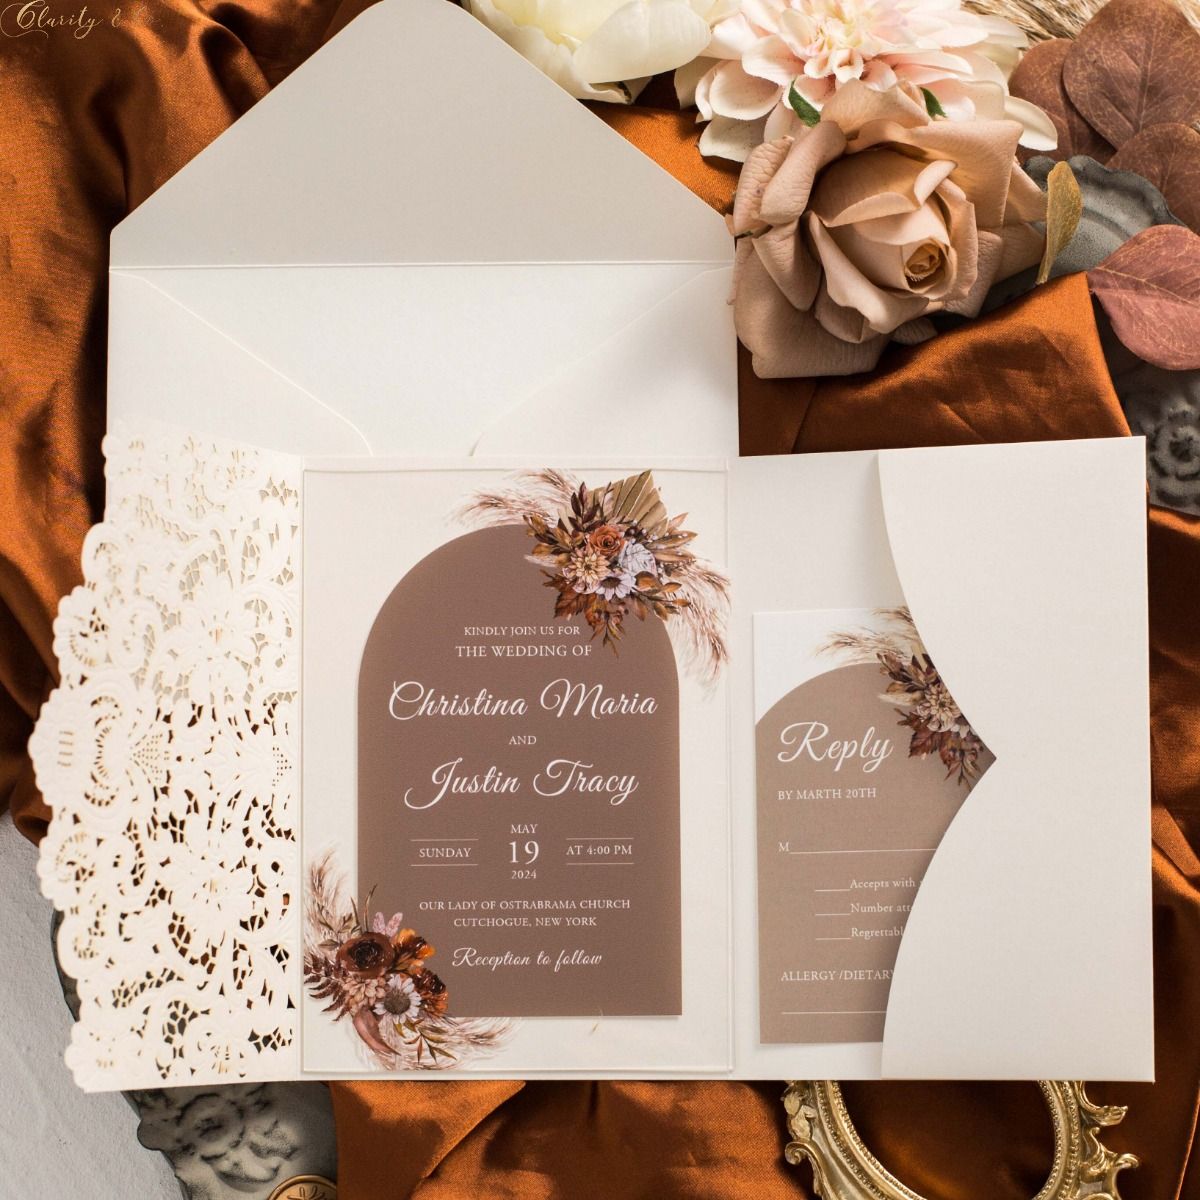 Clarity &
KINDLY JOIN US FOR
THE WEDDING OF
Christina Maria
AND
Justin Tracy
SUNDAY
MAY
19
2024
AT 4:00 PM
OUR LADY OF OSTRABRAMA CHURCH
CUTCHOGUE, NEW YORK
Reception to follow
Reply
BY MARTH 20TH
M
Accepts with
Number
Regrettabl
ALLERGY /DIETARY